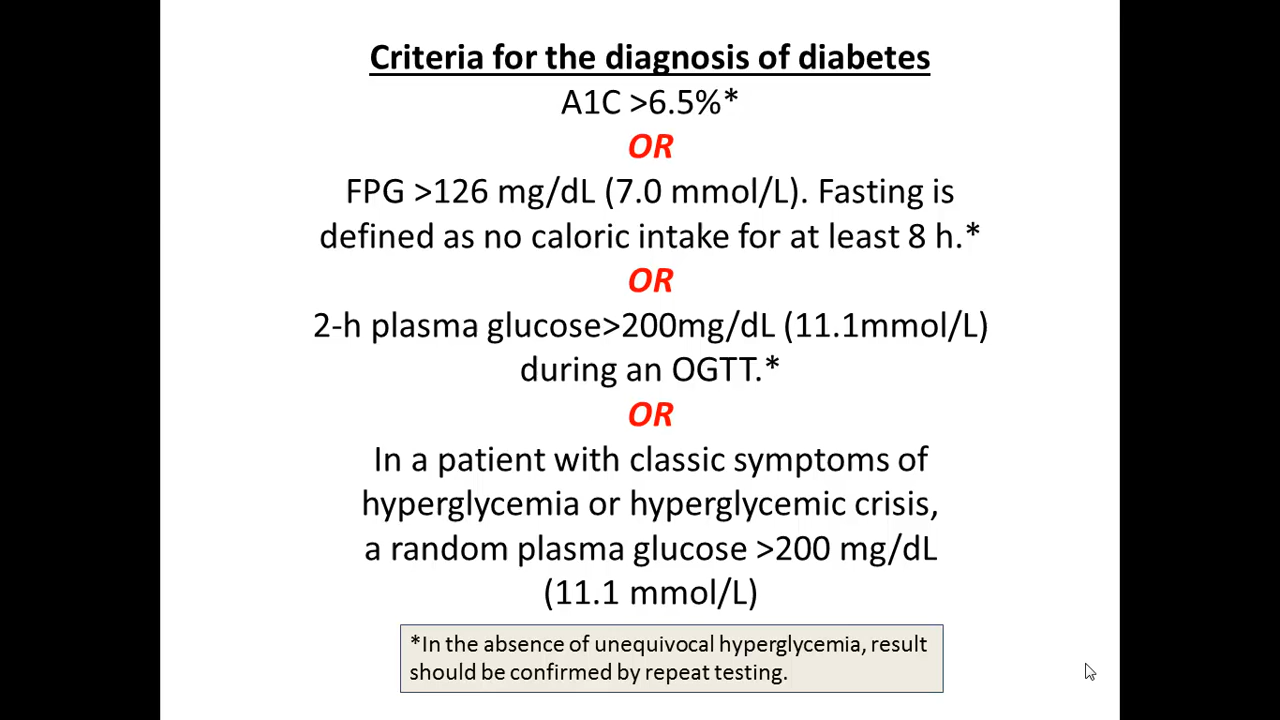 Criteria for the diagnosis of diabetes
A1C >6.5%*
OR
FPG >126 mg/dL (7.0 mmol/L). Fasting is
defined as no caloric intake for at least 8 h.*
OR
2-h plasma glucose>200mg/dL (11.1mmol/L)
during an OGTT.*
OR
In a patient with classic symptoms of
hyperglycemia or hyperglycemic crisis,
a random plasma glucose >200 mg/dL
(11.1 mmol/L)
*In the absence of unequivocal hyperglycemia, result
should be confirmed by repeat testing.